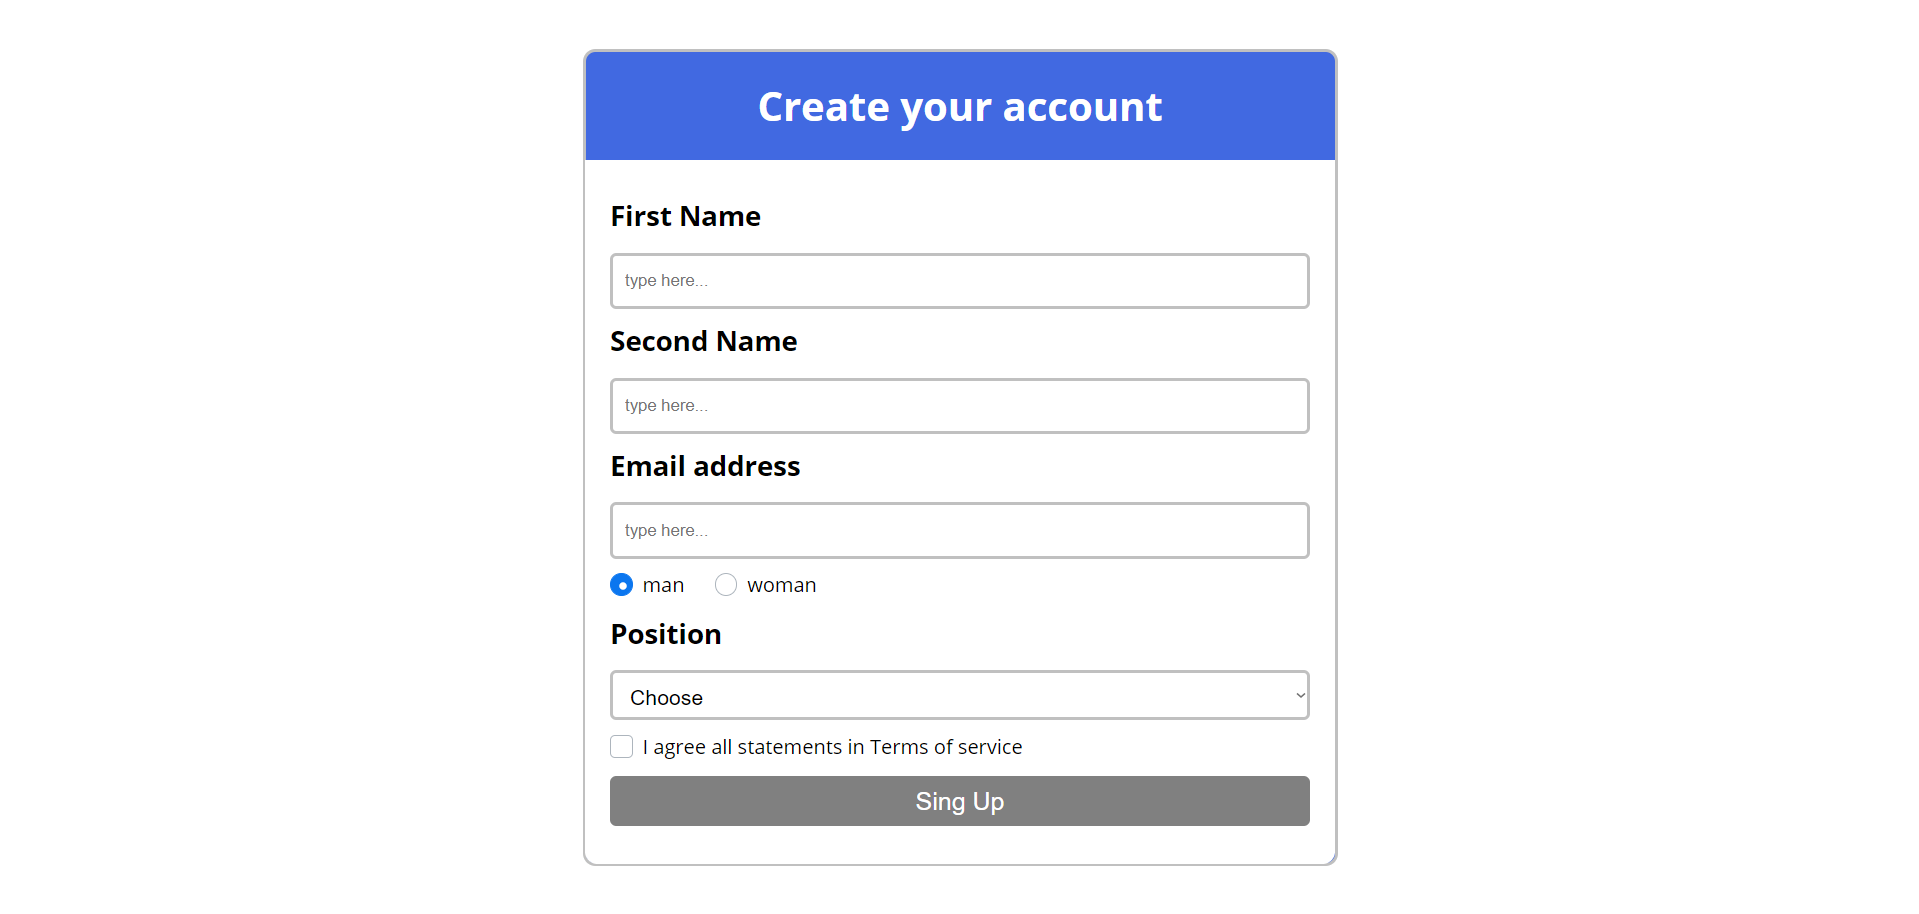 Create your account
First Name
type here...
Second Name
type here...
Email address
type here...
man woman
Position
Choose
I agree all statements in Terms of service
Sing Up